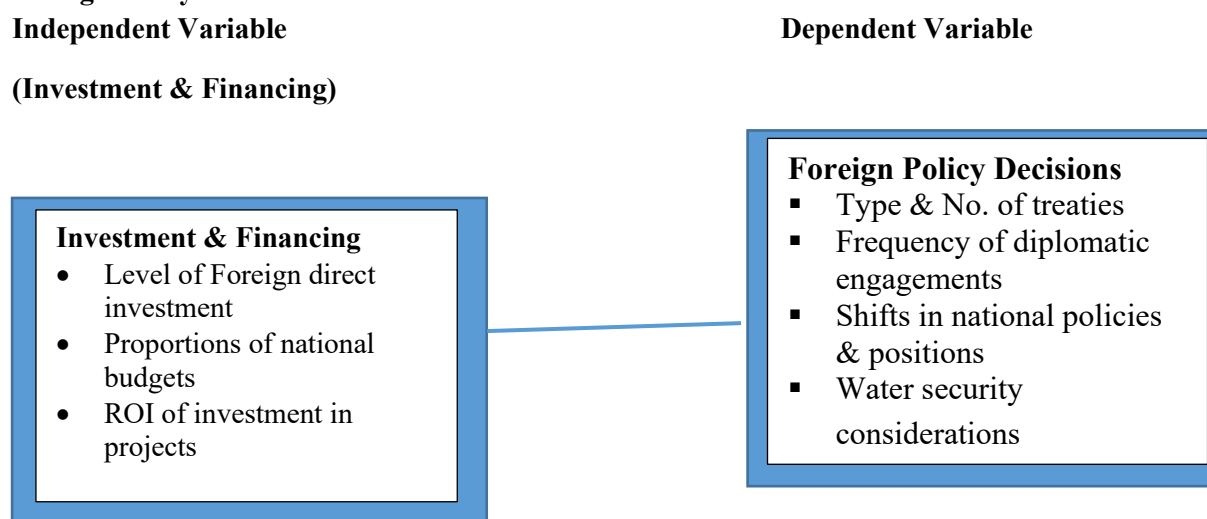 Independent Variable
Dependent Variable
(Investment & Financing)
Investment & Financing
• Level of Foreign direct
investment
• Proportions of national
budgets
• ROI of investment in
projects
Foreign Policy Decisions
▪ Type & No. of treaties
▪ Frequency of diplomatic
engagements
▪ Shifts in national policies
& positions
▪ Water security
considerations